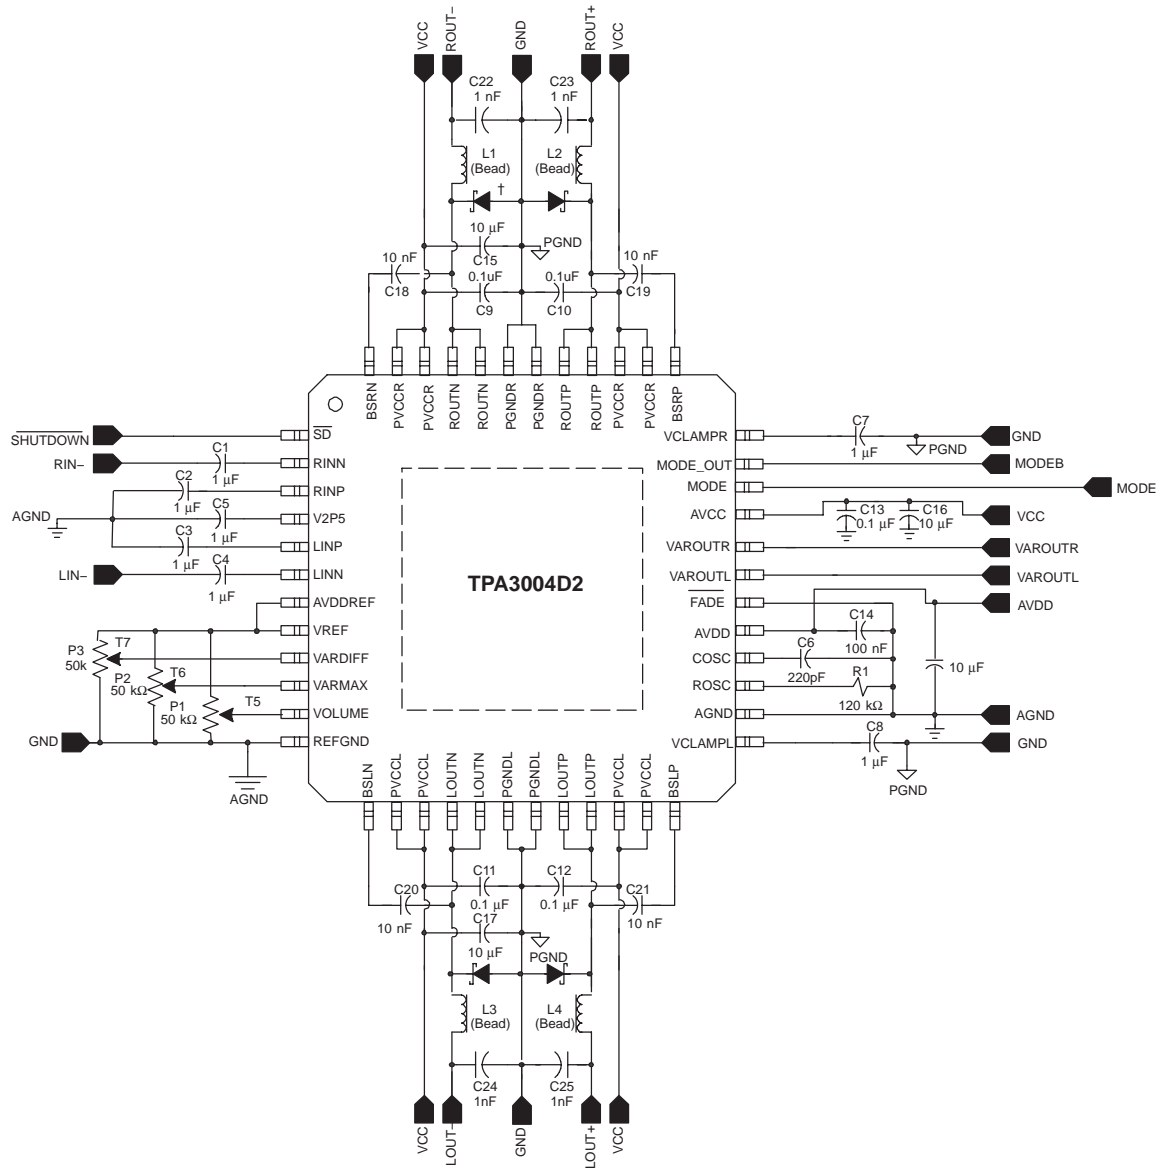 VCC
ROUT−
GND
ROUT+
VCC
C22
1 nF
C23
1 nF
L1
(Bead)
L2
(Bead)
†
10 μF
C15
PGND
10 nF
C18
0.1uF
C9
0.1uF
C10
10 nF
C19
BSRN
PVCCR
PVCCR
ROUTN
ROUTN
PGNDR
PGNDR
ROUTP
ROUTP
PVCCR
PVCCR
BSRP
SHUTDOWN
SD
RIN−
C1
1 μF
RINN
C2
1 μF
RINP
AGND
C5
1 μF
V2P5
C3
1 μF
LINP
LIN−
C4
1 μF
LINN
AVDDREF
VREF
P3
50k
T7
VARDIFF
P2
50 kΩ
T6
VARMAX
P1
50 kΩ
T5
VOLUME
GND
REFGND
AGND
TPA3004D2
VCLAMPR
C7
1 μF
PGND
GND
MODE_OUT
MODEB
MODE
MODE
AVCC
C13
0.1 μF
C16
10 μF
VCC
VAROUTR
VAROUTR
VAROUTL
VAROUTL
FADE
AVDD
AVDD
C14
100 nF
COSC
C6
220pF
10 μF
ROSC
R1
120 kΩ
AGND
AGND
VCLAMPL
C8
1 μF
PGND
GND
BSLN
PVCCL
PVCCL
LOUTN
LOUTN
PGNDL
PGNDL
LOUTP
LOUTP
PVCCL
PVCCL
BSLP
C20
10 nF
C11
0.1 μF
C12
0.1 μF
C21
10 nF
C17
10 μF
PGND
L3
(Bead)
L4
(Bead)
C24
1nF
C25
1nF
VCC
LOUT−
GND
LOUT+
VCC